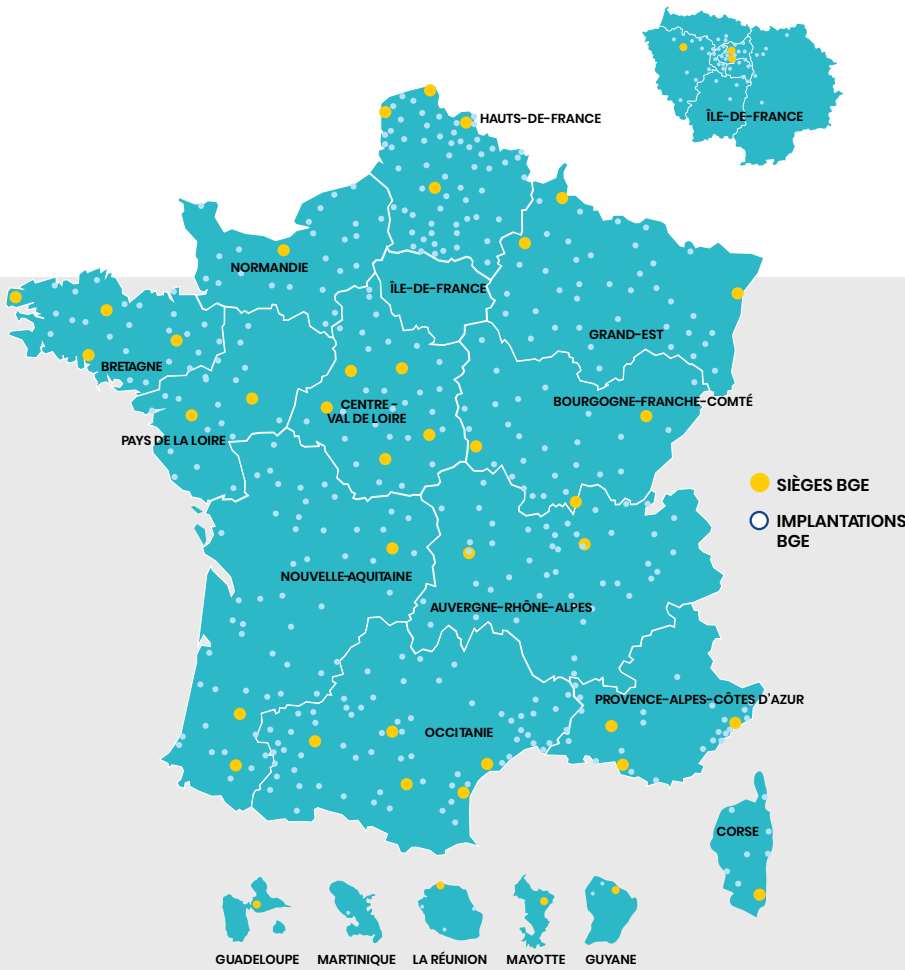 ÎLE-DE-FRANCE
HAUTS-DE-FRANCE
NORMANDIE
ÎLE-DE-FRANCE
GRAND-EST
BRETAGNE
BOURGOGNE-FRANCHE-COMTÉ
CENTRE-
VAL DE LOIRE
PAYS DE LA LOIRE
SIÈGES BGE
IMPLANTATIONS
BGE
NOUVELLE-AQUITAINE
AUVERGNE-RHÔNE-ALPES
PROVENCE-ALPES-CÔTES D'AZUR
OCCITANIE
CORSE
GUADELOUPE
MARTINIQUE
LA RÉUNION
MAYOTTE
GUYANE